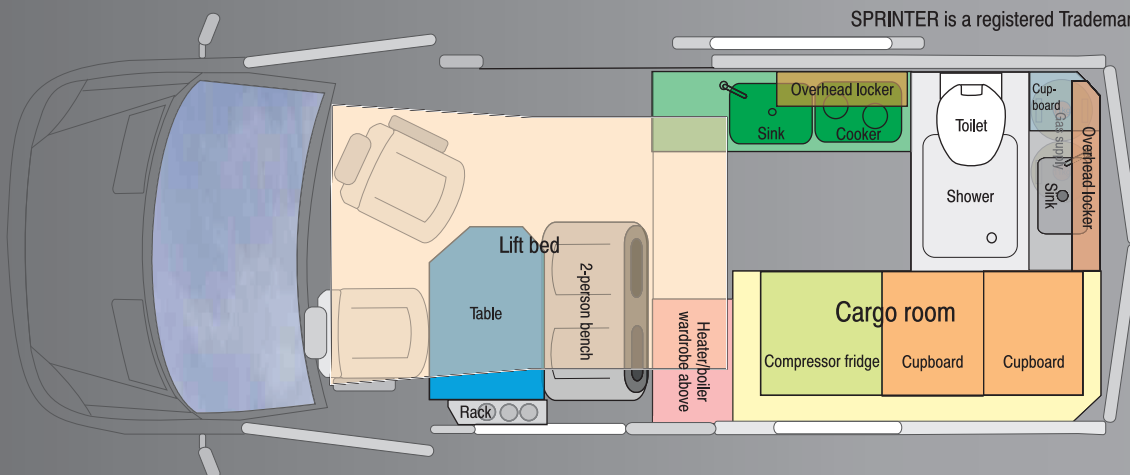 SPRINTER is a registered Trademar
Overhead locker
Sink
Cooker
Toilet
Shower
Cup-
board
Gas supply
Sink
Overhead locker
Lift bed
Table
2-person bench
Rack
Heater/boiler
wardrobe above
Cargo room
Compressor fridge
Cupboard
Cupboard